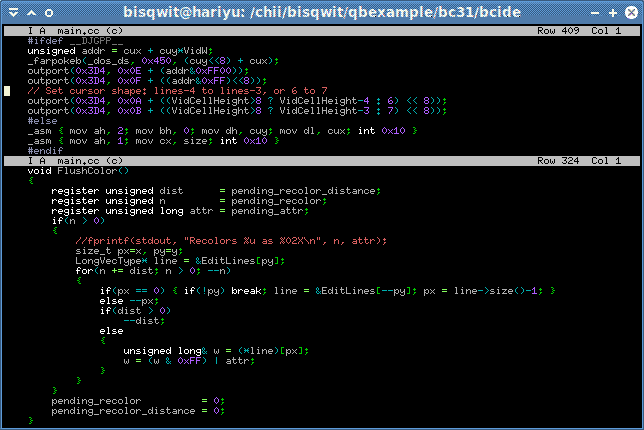 bisqwit@hariyu: /chii/bisqwit/qbexample/bc31/bcide
I A main.cc (c) Row 409 Col 1
#ifdef __DJGPP__
unsigned addr = cux + cuy*VidW;
_farpokeb(_dos_ds, 0x450, (cuy<<8) + cux);
outport(0x3D4, 0x0E + (addr&0xFF00));
outport(0x3D4, 0x0F + ((addr&0xFF)<<8));
// Set cursor shape: lines-4 to lines-3, or 6 to 7
outport(0x3D4, 0x0A + ((VidCellHeight>8 ? VidCellHeight-4 : 6) << 8));
outport(0x3D4, 0x0B + ((VidCellHeight>8 ? VidCellHeight-3 : 7) << 8));
#else
_asm { mov ah, 2; mov bh, 0; mov dh, cuy; mov dl, cux; int 0x10 }
_asm { mov ah, 1; mov cx, size; int 0x10 }
#endif
I A main.cc (c) Row 324 Col 1
void FlushColor()
{
    register unsigned dist      = pending_recolor_distance;
    register unsigned n         = pending_recolor;
    register unsigned long attr = pending_attr;
    if(n > 0)
    {
        //fprintf(stdout, "Recolors %u as %02X\n", n, attr);
        size_t px=x, py=y;
        LongVecType* line = &EditLines[py];
        for(n += dist; n > 0; --n)
        {
            if(px == 0) { if(!py) break; line = &EditLines[--py]; px = line->size()-1; }
            else --px;
            if(dist > 0)
                --dist;
            else
            {
                unsigned long& w = (*line)[px];
                w = (w & 0xFF) | attr;
            }
        }
    }
    pending_recolor          = 0;
    pending_recolor_distance = 0;
}